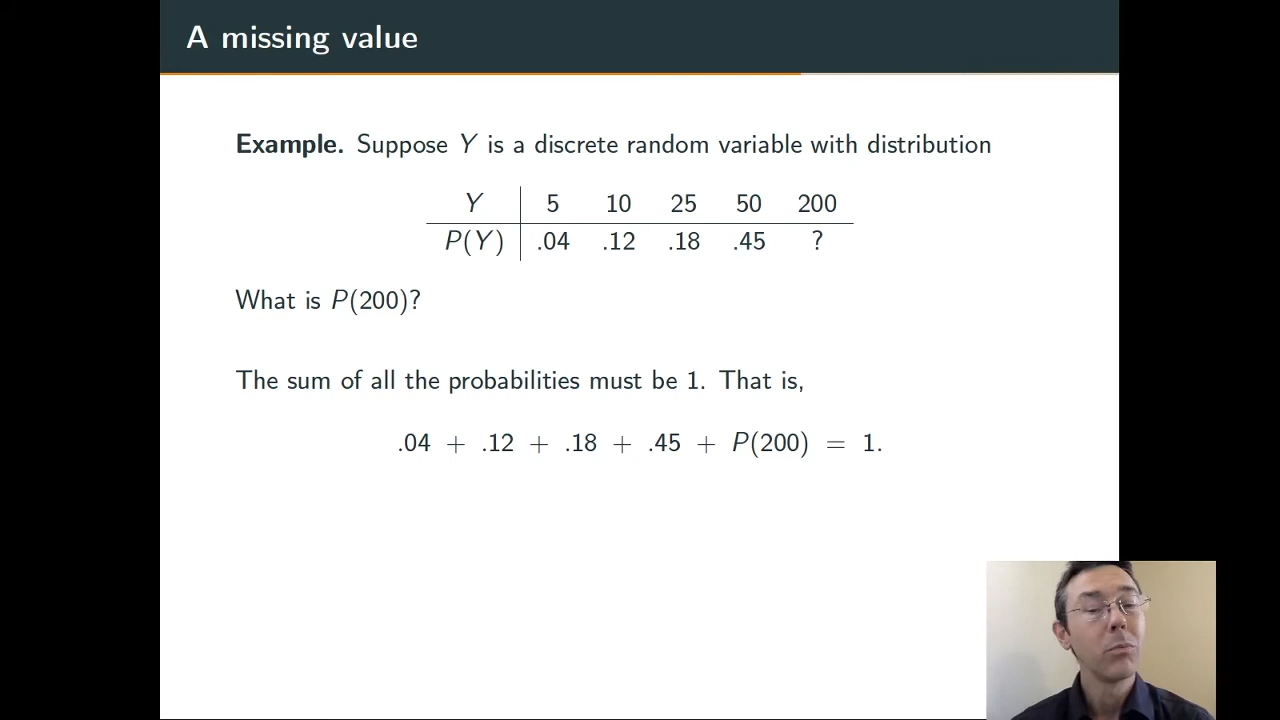 A missing value
Example. Suppose Y is a discrete random variable with distribution
Y 5 10 25 50 200
P(Y) .04 .12 .18 .45 ?
What is P(200)?
The sum of all the probabilities must be 1. That is,
.04 + .12 + .18 + .45 + P(200) = 1.